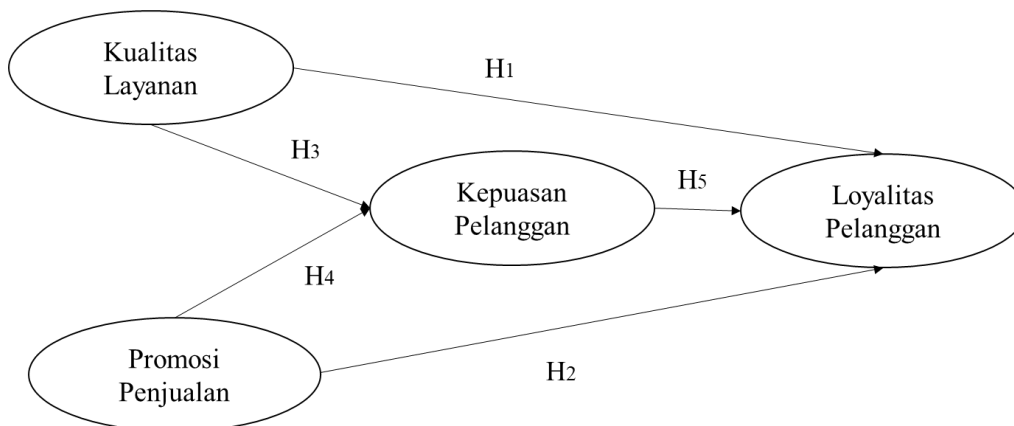 Kualitas
Layanan
H1
H3
Kepuasan
Pelanggan
H5
Loyalitas
Pelanggan
H4
Promosi
Penjualan
H2